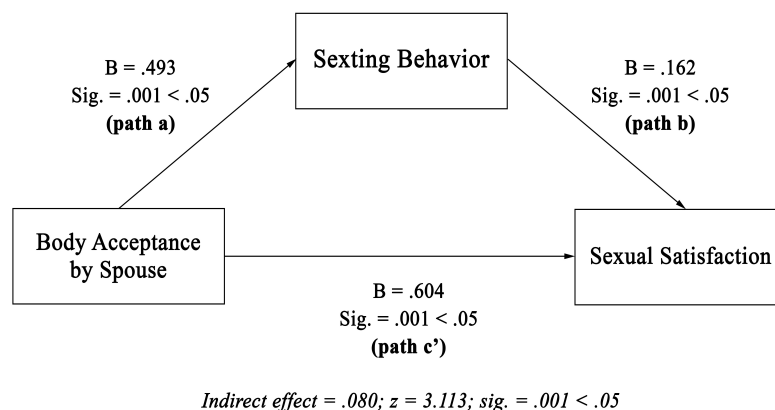 Sexting Behavior
B = .493
Sig. = .001 < .05
(path a)
B = .162
Sig. = .001 < .05
(path b)
Body Acceptance
by Spouse
Sexual Satisfaction
B = .604
Sig. = .001 < .05
(path c’)
Indirect effect = .080; z = 3.113; sig. = .001 < .05